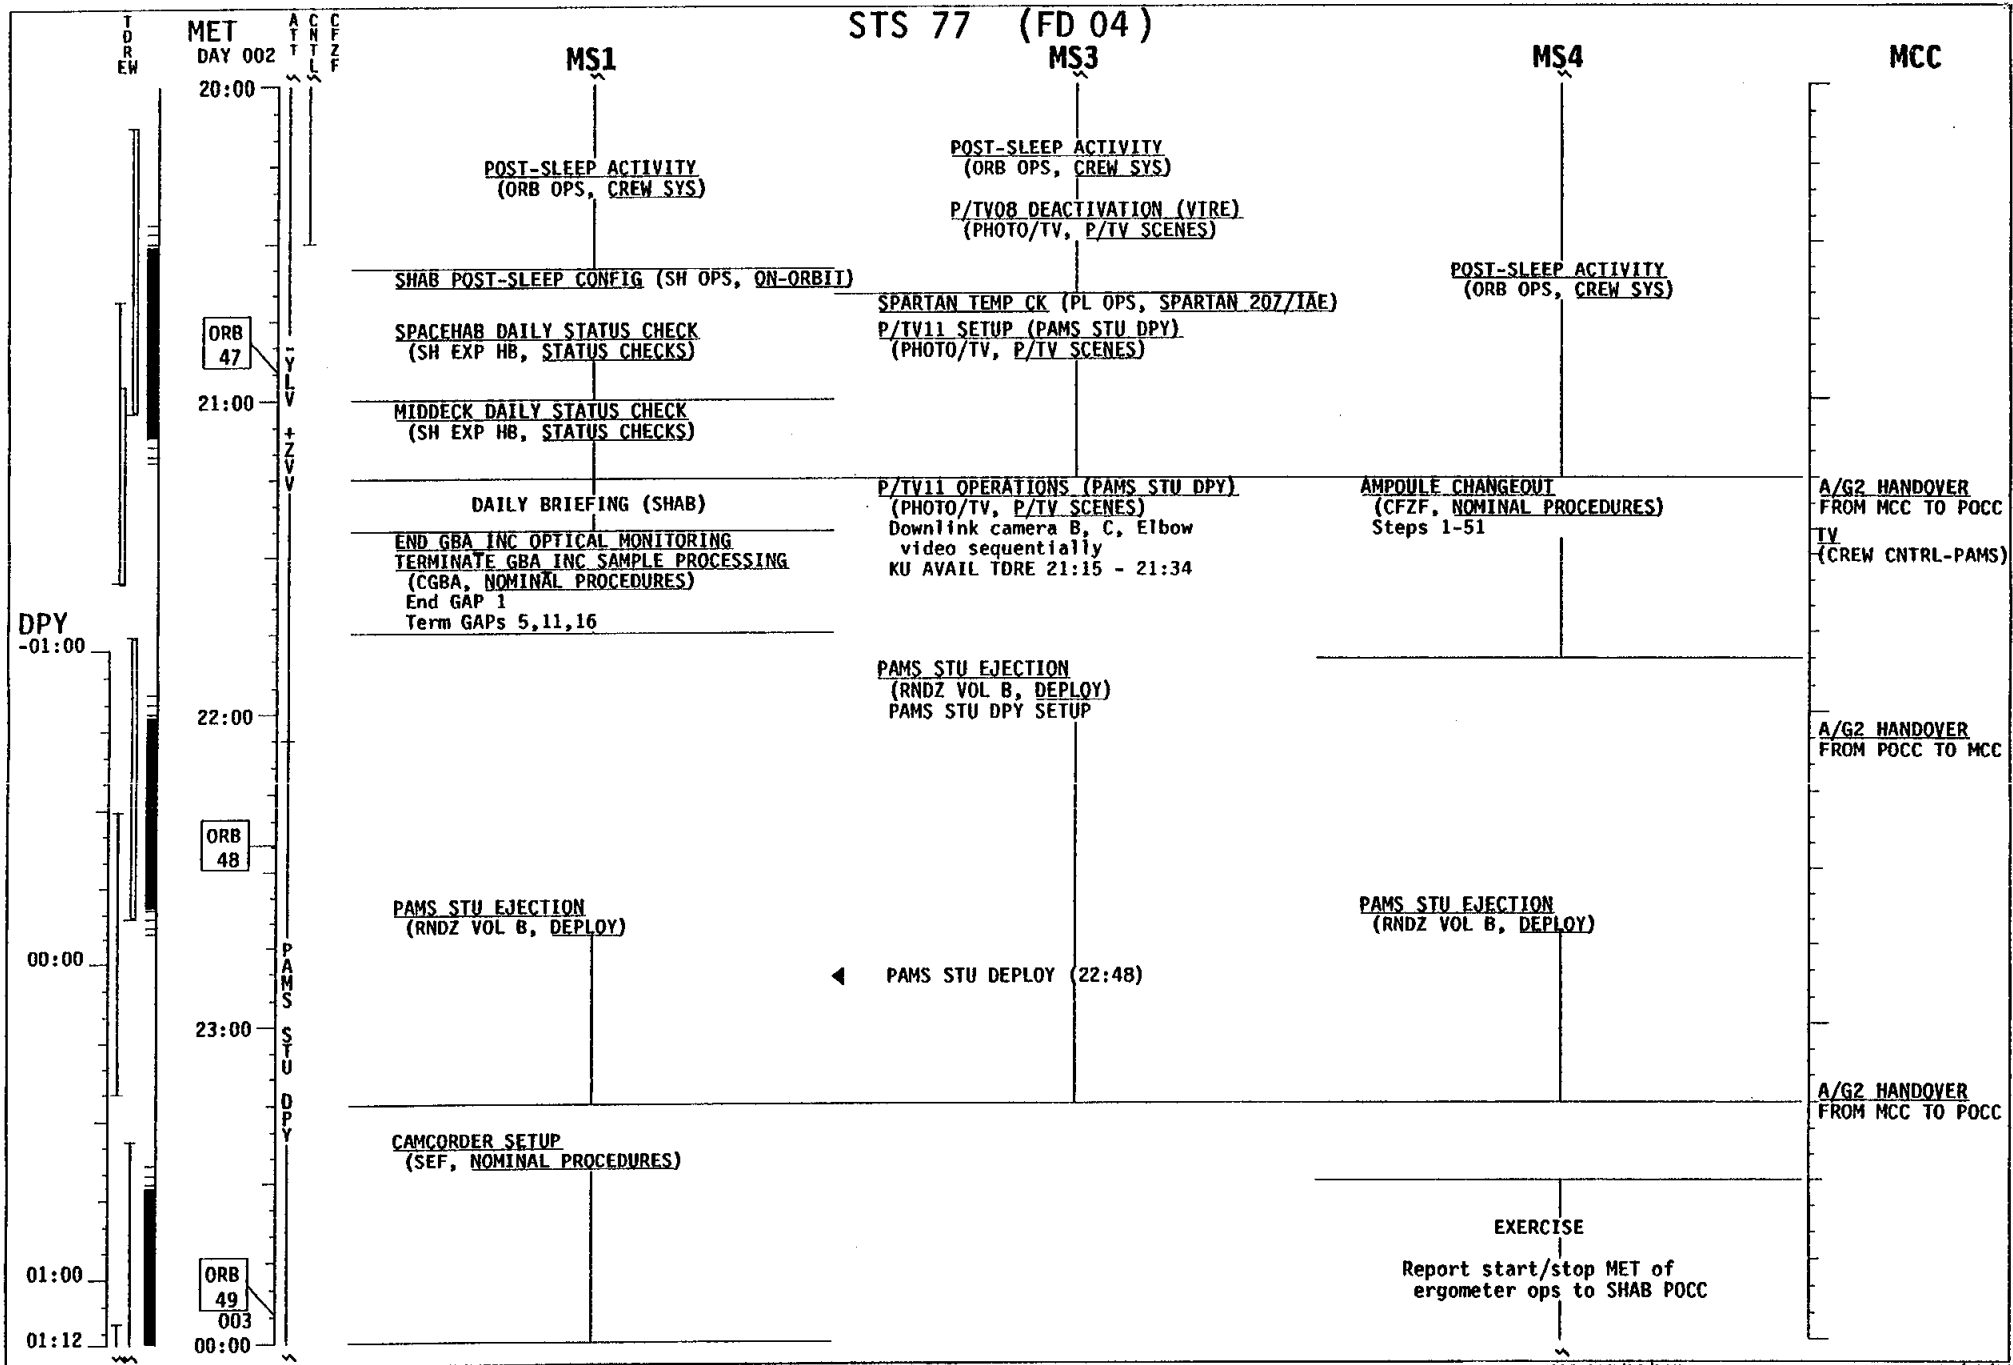 STS 77 (FD 04)
TDRE W
MET
DAY 002
ATT
CNTL
CFZF
MS1
MS3
MS4
MCC
20:00
21:00
22:00
23:00
003
00:00
ORB
47
ORB
48
ORB
49
-YLV +ZVV
PAMS STU DPY
DPY
-01:00
00:00
01:00
01:12
POST-SLEEP ACTIVITY
(ORB OPS, CREW SYS)
SHAB POST-SLEEP CONFIG (SH OPS, ON-ORBIT)
SPACEHAB DAILY STATUS CHECK
(SH EXP HB, STATUS CHECKS)
MIDDECK DAILY STATUS CHECK
(SH EXP HB, STATUS CHECKS)
DAILY BRIEFING (SHAB)
END GBA INC OPTICAL MONITORING
TERMINATE GBA INC SAMPLE PROCESSING
(CGBA, NOMINAL PROCEDURES)
End GAP 1
Term GAPs 5,11,16
PAMS STU EJECTION
(RNDZ VOL B, DEPLOY)
CAMCORDER SETUP
(SEF, NOMINAL PROCEDURES)
POST-SLEEP ACTIVITY
(ORB OPS, CREW SYS)
P/TV08 DEACTIVATION (VTRE)
(PHOTO/TV, P/TV SCENES)
SPARTAN TEMP CK (PL OPS, SPARTAN 207/IAE)
P/TV11 SETUP (PAMS STU DPY)
(PHOTO/TV, P/TV SCENES)
P/TV11 OPERATIONS (PAMS STU DPY)
(PHOTO/TV, P/TV SCENES)
Downlink camera B, C, Elbow
video sequentially
KU AVAIL TDRE 21:15 - 21:34
PAMS STU EJECTION
(RNDZ VOL B, DEPLOY)
PAMS STU DPY SETUP
PAMS STU DEPLOY (22:48)
POST-SLEEP ACTIVITY
(ORB OPS, CREW SYS)
AMPOULE CHANGEOUT
(CFZF, NOMINAL PROCEDURES)
Steps 1-51
PAMS STU EJECTION
(RNDZ VOL B, DEPLOY)
EXERCISE
Report start/stop MET of
ergometer ops to SHAB POCC
A/G2 HANDOVER
FROM MCC TO POCC
TV
(CREW CNTRL-PAMS)
A/G2 HANDOVER
FROM POCC TO MCC
A/G2 HANDOVER
FROM MCC TO POCC